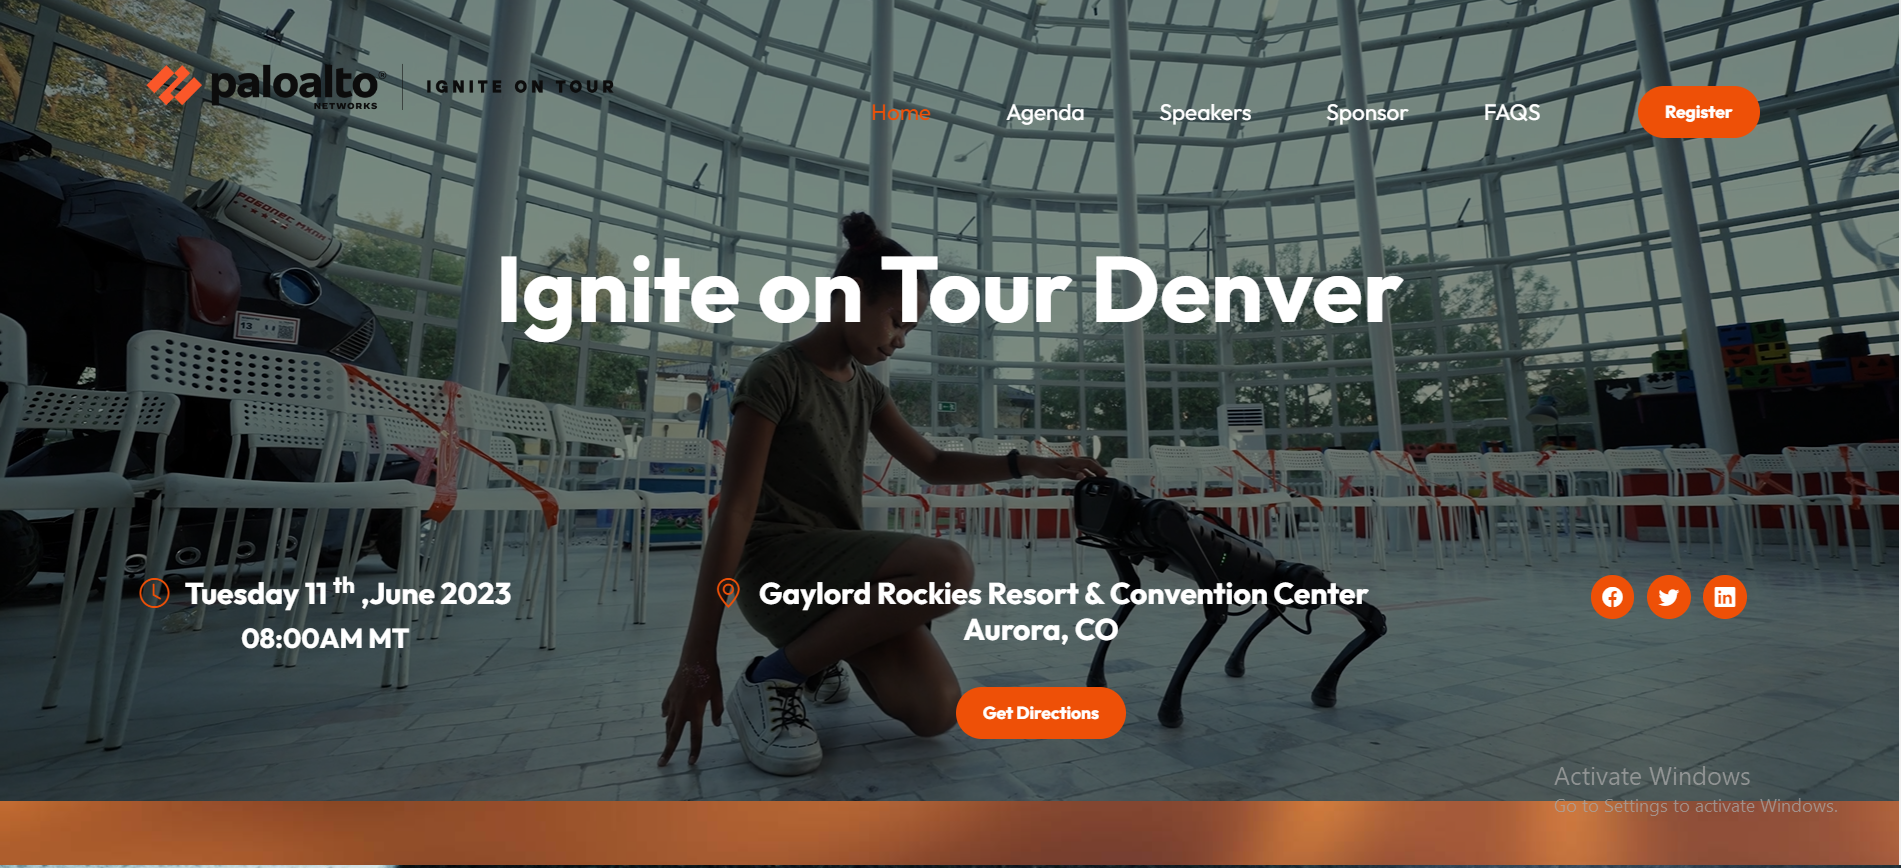 paloalto®
NETWORKS
IGNITE ON TOUR
Home
Agenda
Speakers
Sponsor
FAQS
Register
Ignite on Tour Denver
13
Tuesday 11 th ,June 2023
08:00AM MT
Gaylord Rockies Resort & Convention Center
Aurora, CO
Get Directions
Activate Windows
Go to Settings to activate Windows.